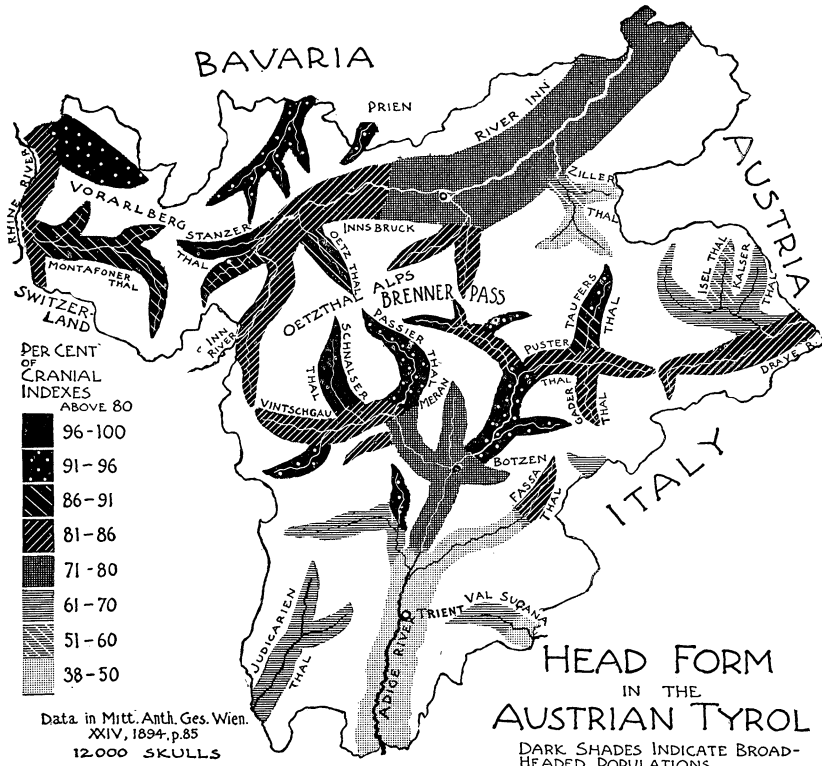 BAVARIA
PRIEN
RIVER INN
AUSTRIA
ZILLER
THAL
RHINE RIVER
VORARLBERG
STANZER
THAL
INNSBRUCK
OETZ THAL
MONTAFONER
THAL
SWITZER-
LAND
INN
RIVER
OETZTHAL ALPS
BRENNER PASS
ISEL THAL
KALSER
THAL
DRAVE R.
TAUFERS
THAL
PUSTER
THAL
GADER
THAL
PASSIER
THAL
SCHNALSER
THAL
MERAN
VINTSCHGAU
BOTZEN
FASSA
THAL
ITALY
PER CENT
OF
CRANIAL
INDEXES
ABOVE 80
96-100
91-96
86-91
81-86
71-80
61-70
51-60
38-50
JUDICARIEN
THAL
TRIENT
VAL SUGANA
ADIGE RIVER
Data in Mitt. Anth. Ges. Wien.
XXIV, 1894, p.85
12000 SKULLS
HEAD FORM
IN THE
AUSTRIAN TYROL
DARK SHADES INDICATE BROAD-
HEADED POPULATIONS